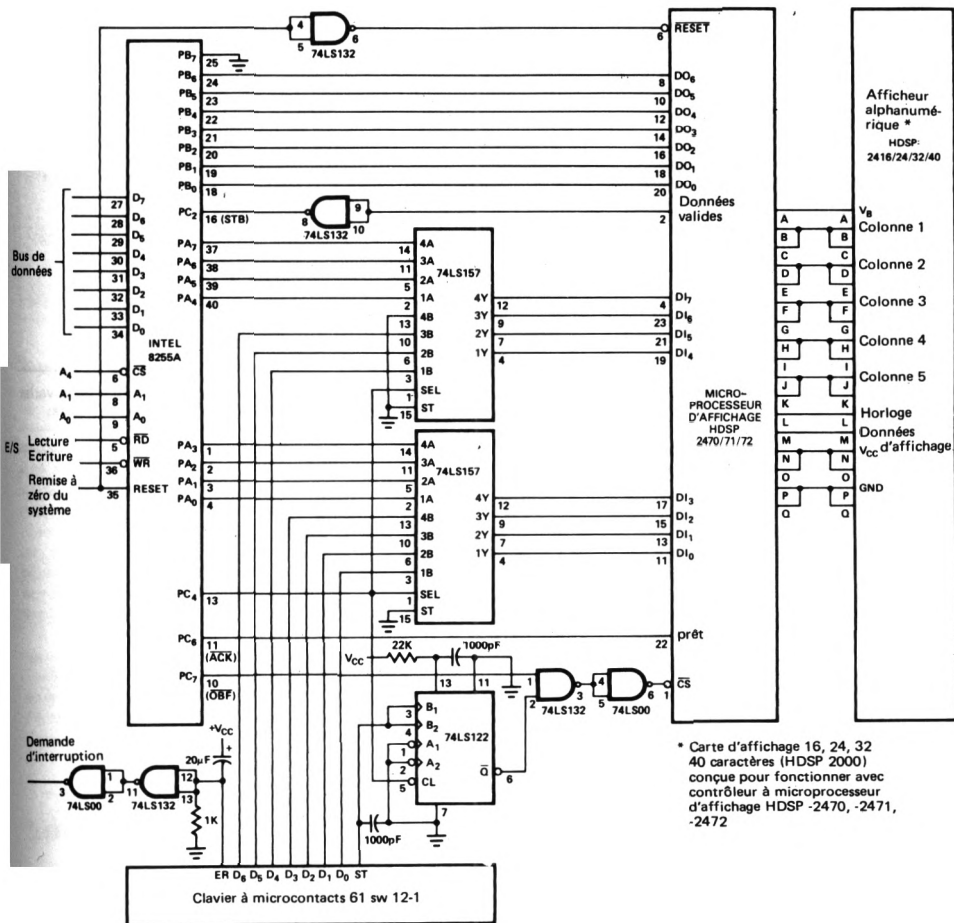 4
5
6
74LS132
6
RESET
PB7
25
PB6
24
PB5
23
PB4
22
PB3
21
PB2
20
PB1
19
PB0
18
DO6
8
DO5
10
DO4
12
DO3
14
DO2
16
DO1
18
DO0
20
Données
valides
2
PC2
16 (STB)
8
9
10
74LS132
Bus de
données
D7
27
D6
28
D5
29
D4
30
D3
31
D2
32
D1
33
D0
34
INTEL
8255A
A4
6
CS
A1
8
A1
A0
9
A0
E/S
Lecture
5
RD
Ecriture
36
WR
Remise à
zéro du
système
35
RESET
PA7
37
PA6
38
PA5
39
PA4
40
14
4A
11
3A
5
2A
2
1A
13
4B
10
3B
6
2B
3
1B
1
SEL
15
ST
74LS157
4Y
12
3Y
9
2Y
7
1Y
4
4
DI7
23
DI6
21
DI5
19
DI4
MICRO-
PROCESSEUR
D'AFFICHAGE
HDSP
2470/71/72
PA3
1
PA2
2
PA1
3
PA0
4
14
4A
11
3A
5
2A
2
1A
13
4B
10
3B
6
2B
3
1B
1
SEL
15
ST
74LS157
4Y
12
3Y
9
2Y
7
1Y
4
17
DI3
15
DI2
13
DI1
11
DI0
PC4
13
PC6
11
(ACK)
22
prêt
PC7
10
(OBF)
VCC
22K
1000pF
13
11
1
2
3
74LS132
4
5
6
74LS00
1
CS
3
B1
4
B2
1
A1
2
A2
5
CL
74LS122
Q
6
7
1000pF
Demande
d'interruption
3
1
2
74LS00
11
12
13
74LS132
+VCC
+
20µF
1K
ER D6 D5 D4 D3 D2 D1 D0 ST
Clavier à microcontacts 61 sw 12-1
Afficheur
alphanumé-
rique *
HDSP:
2416/24/32/40
A
B
C
D
E
F
G
H
I
J
K
L
M
N
O
P
Q
A
B
C
D
E
F
G
H
I
J
K
L
M
N
O
P
Q
VB
Colonne 1
Colonne 2
Colonne 3
Colonne 4
Colonne 5
Horloge
Données
d'affichage
VCC
GND
* Carte d'affichage 16, 24, 32
40 caractères (HDSP 2000)
conçue pour fonctionner avec
contrôleur à microprocesseur
d'affichage HDSP -2470, -2471,
-2472